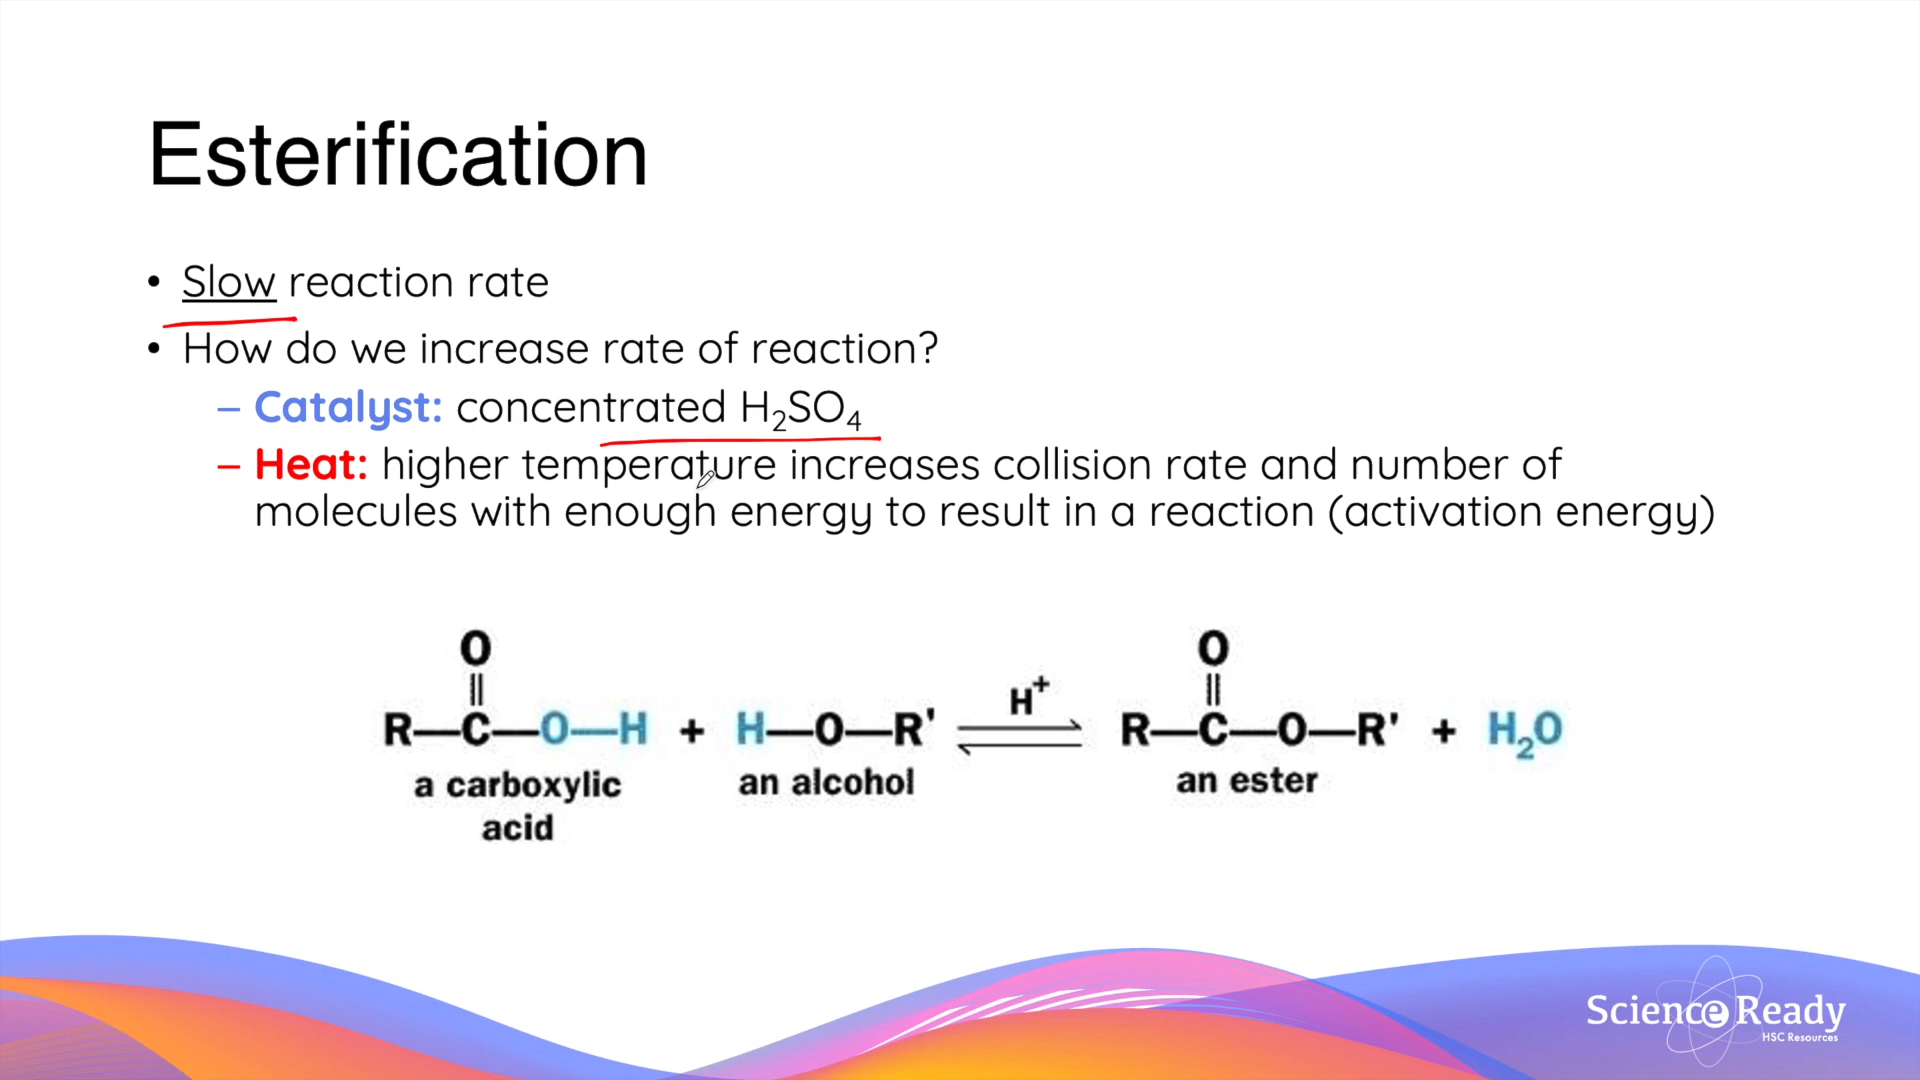 Esterification
• Slow reaction rate
• How do we increase rate of reaction?
– Catalyst: concentrated H₂SO₄
– Heat: higher temperature increases collision rate and number of
molecules with enough energy to result in a reaction (activation energy)
O O
|| || 
R—C—O—H + H—O—R' ⇌ H⁺ R—C—O—R' + H₂O
a carboxylic an alcohol an ester
acid
Science Ready
HSC Resources